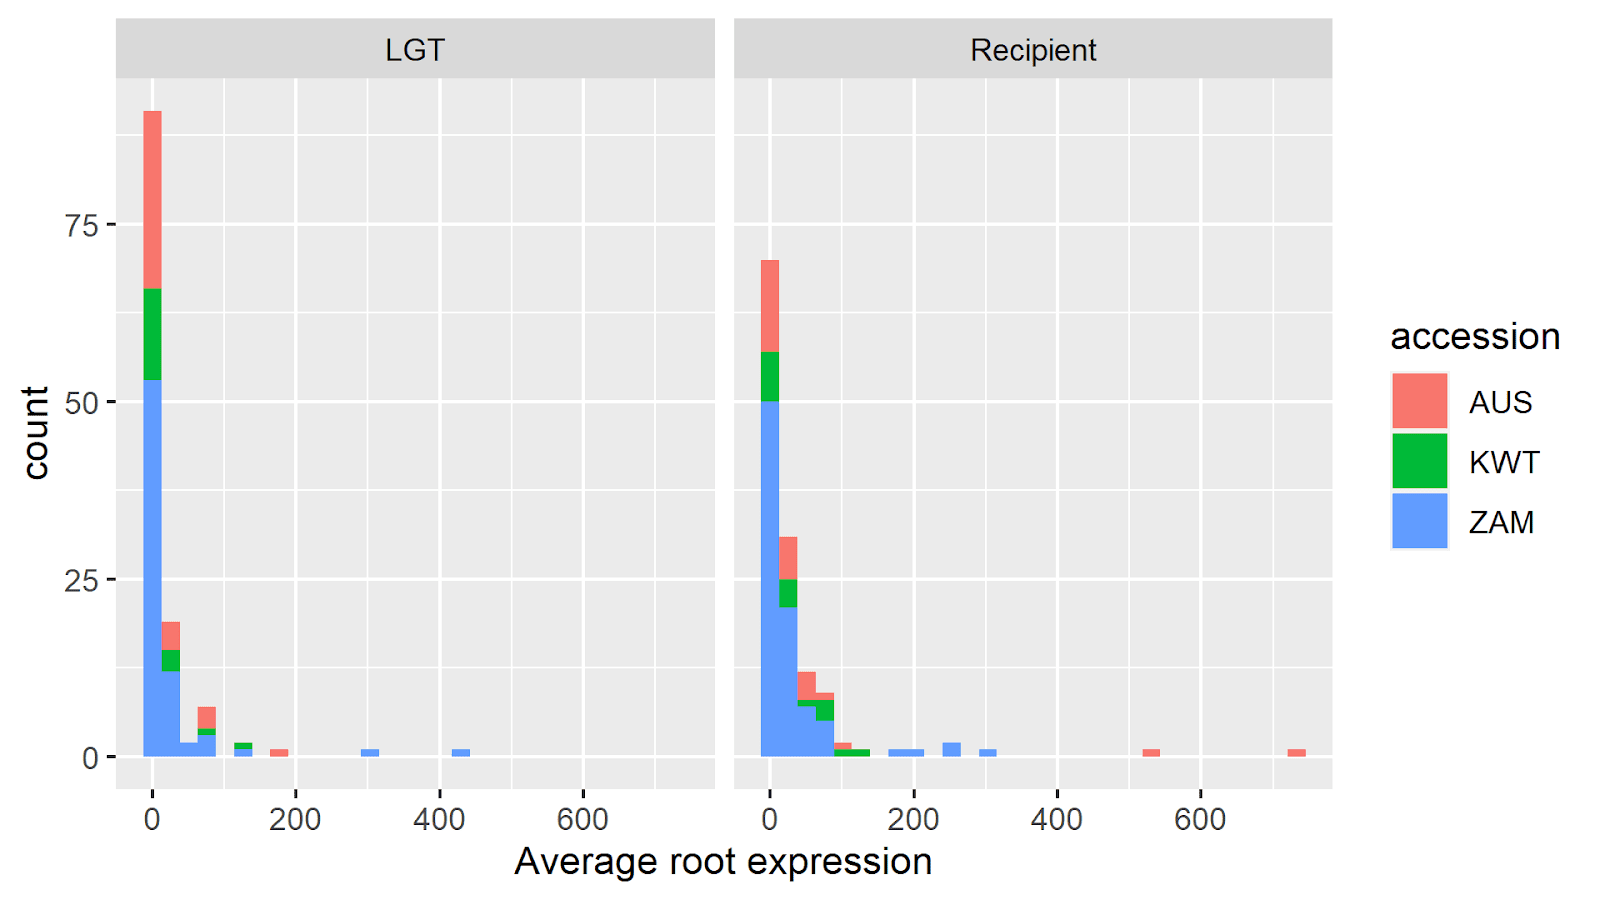 LGT
Recipient
count
75
50
25
0
0 200 400 600
0 200 400 600
Average root expression
accession
AUS
KWT
ZAM